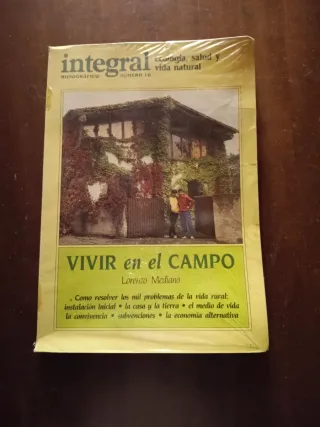 integral
ecología, salud y
vida natural
MONOGRÁFICO NÚMERO 16
VIVIR en el CAMPO
Lorenzo Mediano
. Como resolver los mil problemas de la vida rural:
instalación inicial • la casa y la tierra • el medio de vida
la convivencia • subvenciones • la economía alternativa